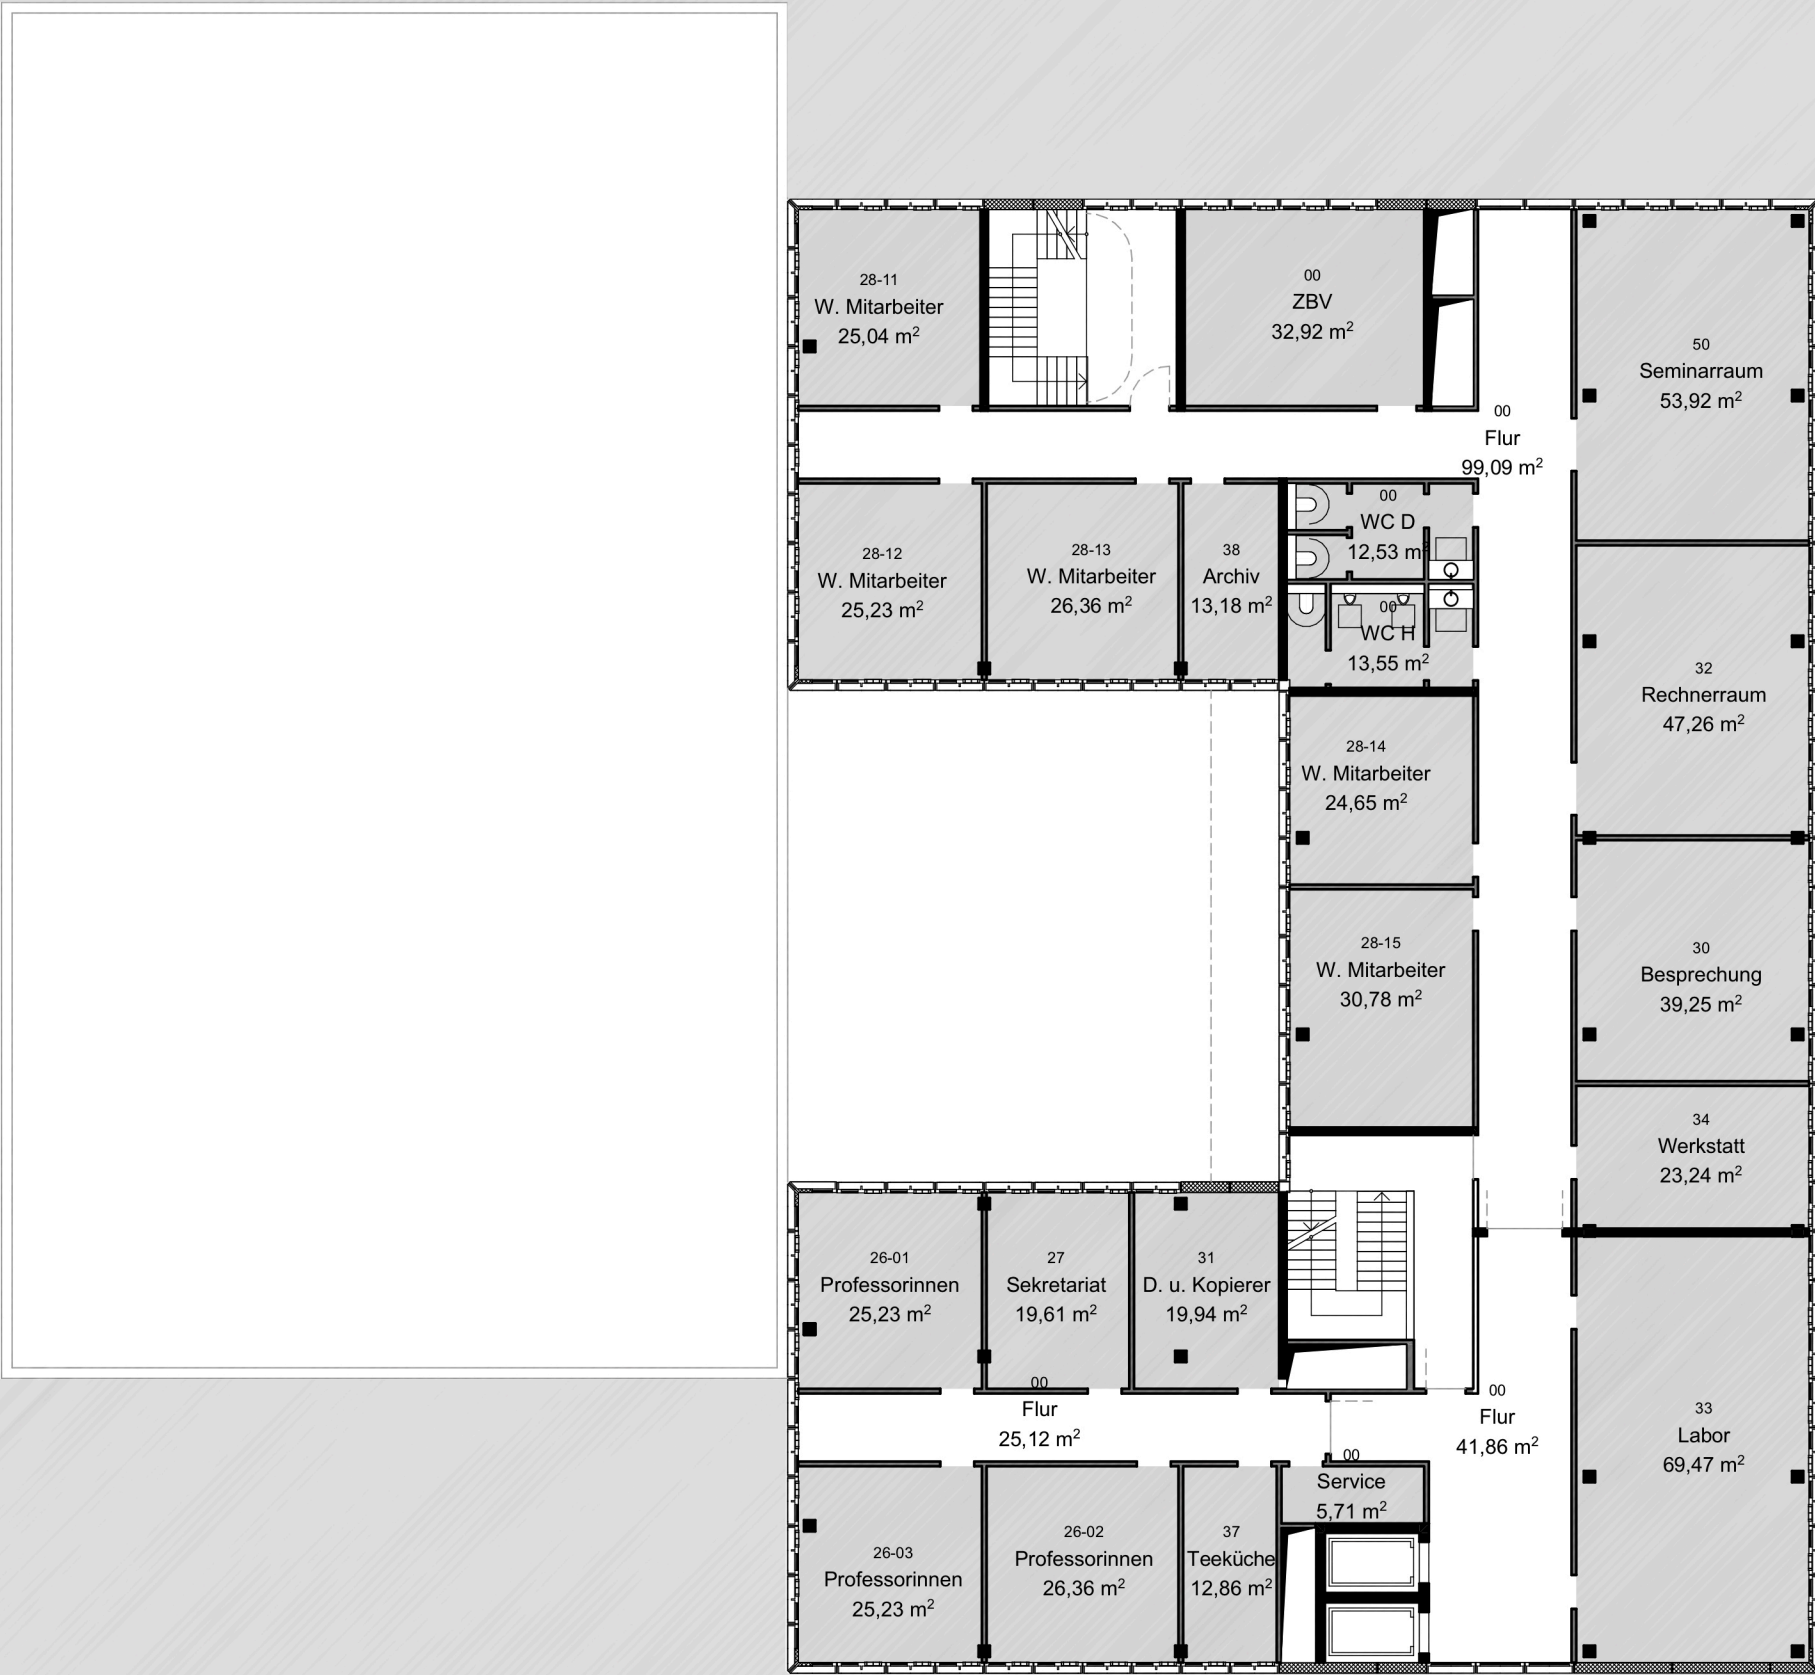 28-11
W. Mitarbeiter
25,04 m²
00
ZBV
32,92 m²
50
Seminarraum
53,92 m²
00
Flur
99,09 m²
28-12
W. Mitarbeiter
25,23 m²
28-13
W. Mitarbeiter
26,36 m²
38
Archiv
13,18 m²
00
WC D
12,53 m²
00
WC H
13,55 m²
32
Rechnerraum
47,26 m²
28-14
W. Mitarbeiter
24,65 m²
28-15
W. Mitarbeiter
30,78 m²
30
Besprechung
39,25 m²
34
Werkstatt
23,24 m²
26-01
Professorinnen
25,23 m²
27
Sekretariat
19,61 m²
31
D. u. Kopierer
19,94 m²
00
Flur
25,12 m²
00
Flur
41,86 m²
33
Labor
69,47 m²
00
Service
5,71 m²
26-03
Professorinnen
25,23 m²
26-02
Professorinnen
26,36 m²
37
Teeküche
12,86 m²